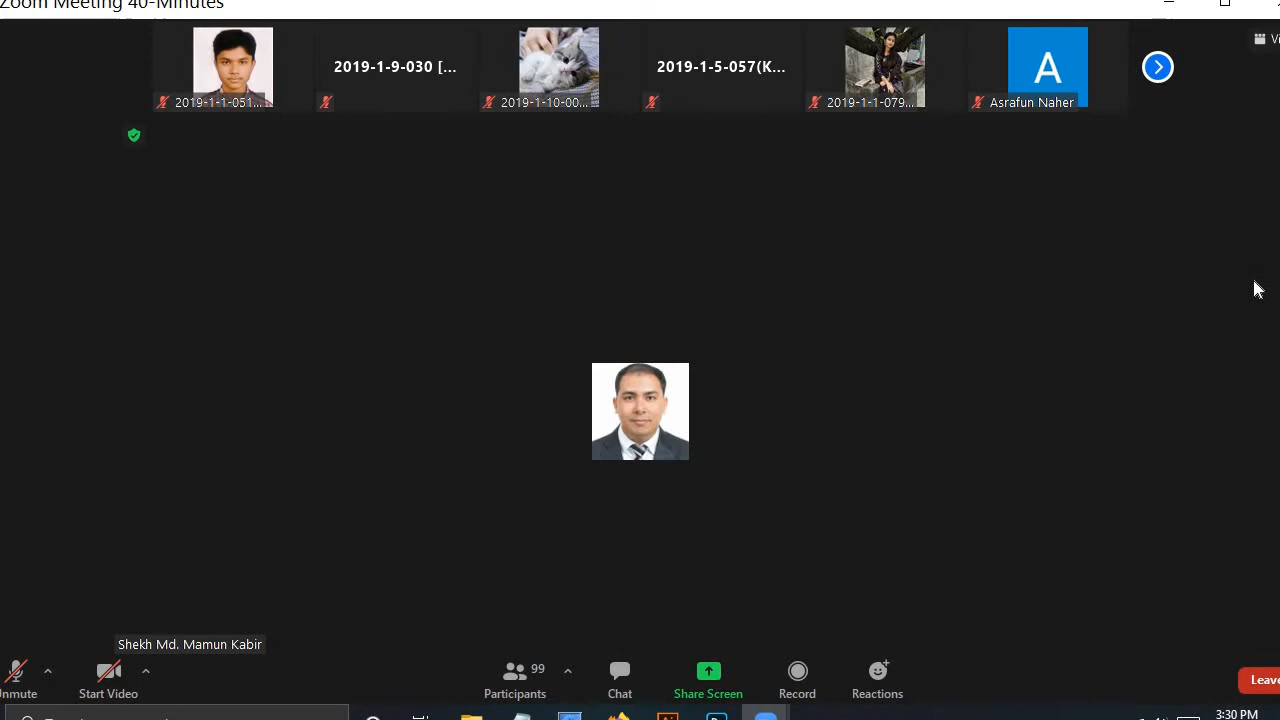 Zoom Meeting 40-Minutes
2019-1-1-051...
2019-1-9-030 [...
2019-1-10-00...
2019-1-5-057(K...
2019-1-1-079...
A
Asrafun Naher
Vi
Shekh Md. Mamun Kabir
Unmute
Start Video
99
Participants
Chat
Share Screen
Record
Reactions
Leave
3:30 PM